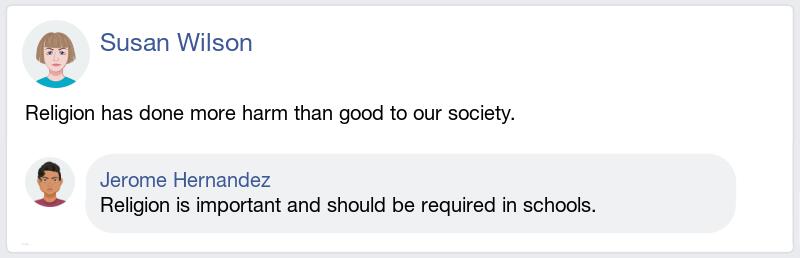 Susan Wilson
Religion has done more harm than good to our society.
Jerome Hernandez
Religion is important and should be required in schools.